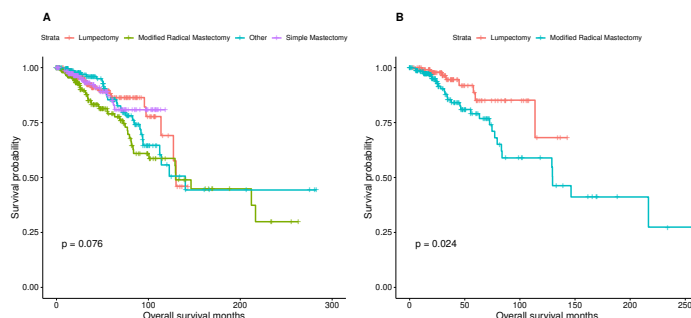 A
Strata Lumpectomy Modified Radical Mastectomy Other Simple Mastectomy
1.00
0.75
0.50
0.25
0.00
Survival probability
p = 0.076
0 100 200 300
Overall survival months
B
Strata Lumpectomy Modified Radical Mastectomy
1.00
0.75
0.50
0.25
0.00
Survival probability
p = 0.024
0 50 100 150 200 250
Overall survival months